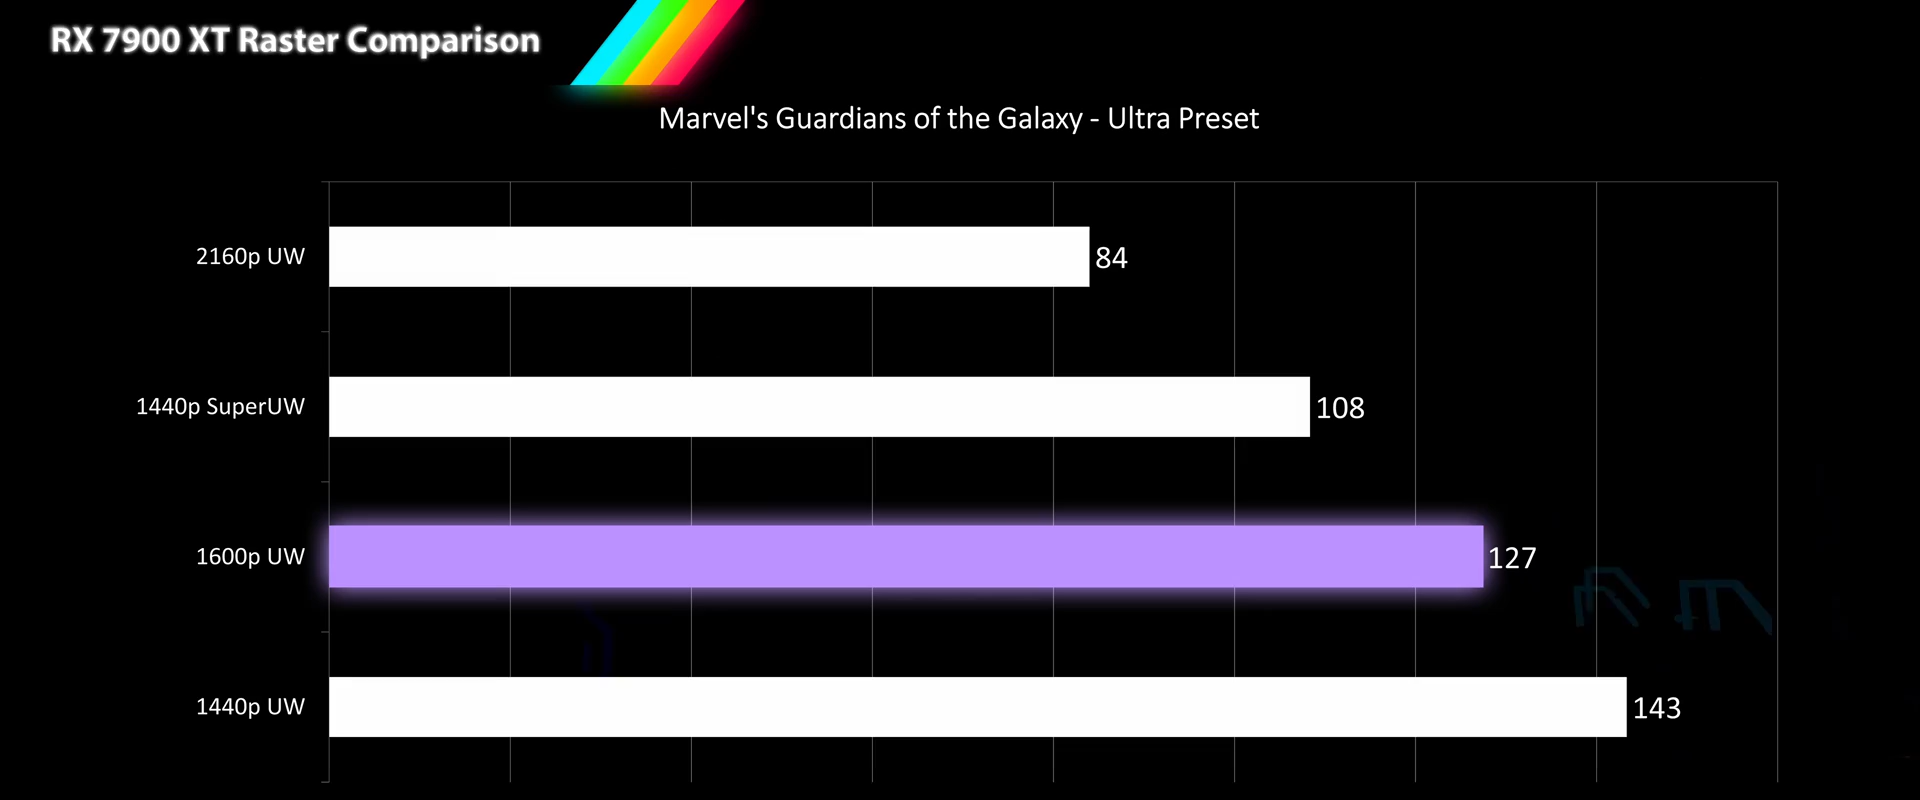 RX 7900 XT Raster Comparison
Marvel's Guardians of the Galaxy - Ultra Preset
2160p UW
84
1440p SuperUW
108
1600p UW
127
1440p UW
143